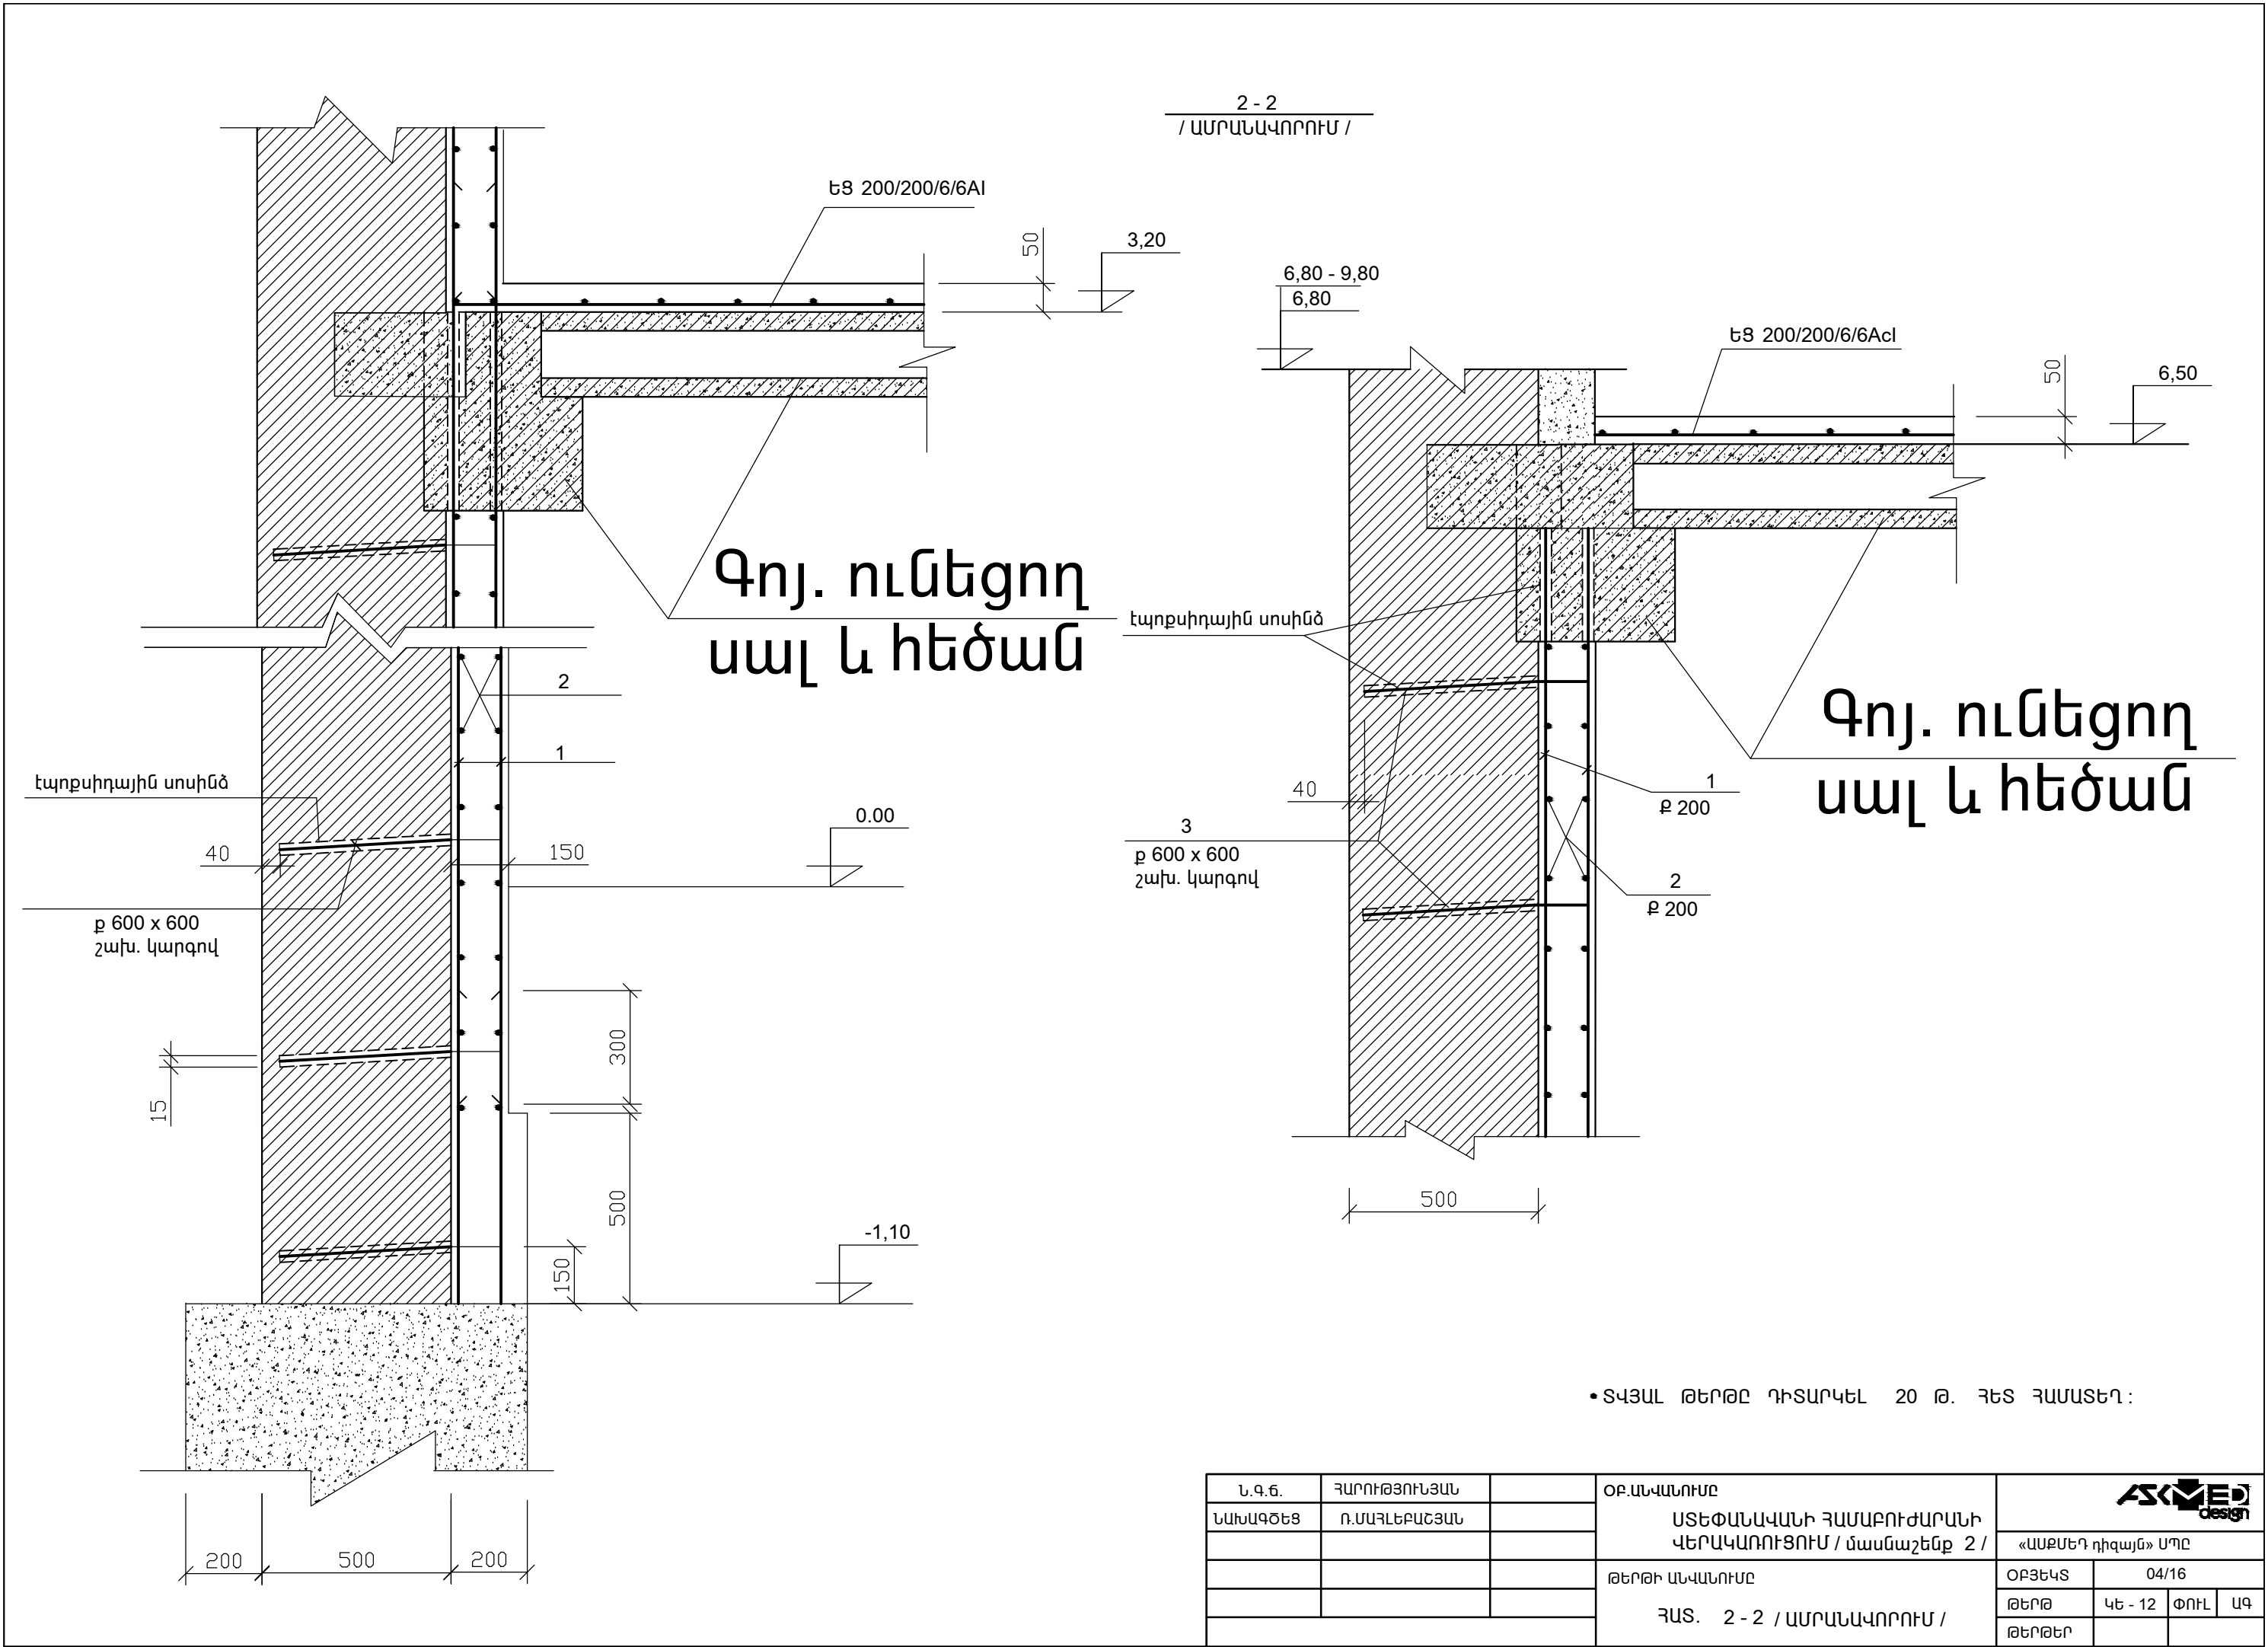 2 - 2
/ ԱՄՐԱՆԱՎՈՐՈՒՄ /
ԵՑ 200/200/6/6AI
50
3,20
Գոյ. ունեցող
սալ և հեծան
2
1
էպոքսիդային սոսինձ
40
150
0.00
ք 600 x 600
շախ. կարգով
300
15
500
150
-1,10
200
500
200
6,80 - 9,80
6,80
ԵՑ 200/200/6/6AcI
50
6,50
էպոքսիդային սոսինձ
Գոյ. ունեցող
սալ և հեծան
40
1
Ք 200
3
ք 600 x 600
շախ. կարգով
2
Ք 200
500
ՏՎՅԱԼ ԹԵՐԹԸ ԴԻՏԱՐԿԵԼ 20 Թ. ՀԵՏ ՀԱՄԱՏԵՂ :
Ն.Գ.Ճ. ՀԱՐՈՒԹՅՈՒՆՅԱՆ
ՆԱԽԱԳԾԵՑ Ռ.ՄԱՀԼԵԲԱՇՅԱՆ
ՕԲ.ԱՆՎԱՆՈՒՄԸ
ՍՏԵՓԱՆԱՎԱՆԻ ՀԱՄԱԲՈՒԺԱՐԱՆԻ
ՎԵՐԱԿԱՌՈՒՑՈՒՄ / մասնաշենք 2 /
ԹԵՐԹԻ ԱՆՎԱՆՈՒՄԸ
ՀԱՏ. 2 - 2 / ԱՄՐԱՆԱՎՈՐՈՒՄ /
ASKMED
design
«ԱՍՔՄԵԴ դիզայն» ՍՊԸ
ՕԲՅԵԿՏ 04/16
ԹԵՐԹ ԿԵ - 12 ՓՈՒԼ ԱԳ
ԹԵՐԹԵՐ